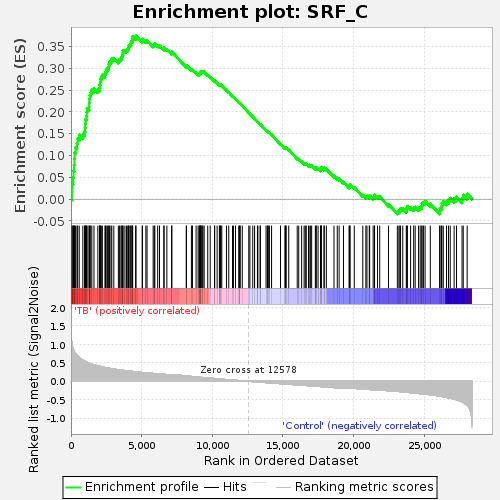 Enrichment plot: SRF_C
Enrichment score (ES)
0.35
0.30
0.25
0.20
0.15
0.10
0.05
0.00
-0.05
'TB' (positively correlated)
Ranked list metric (Signal2Noise)
2.0
1.5
1.0
0.5
0.0
-0.5
-1.0
Zero cross at 12578
'Control' (negatively correlated)
0 5,000 10,000 15,000 20,000 25,000
Rank in Ordered Dataset
Enrichment profile Hits Ranking metric scores